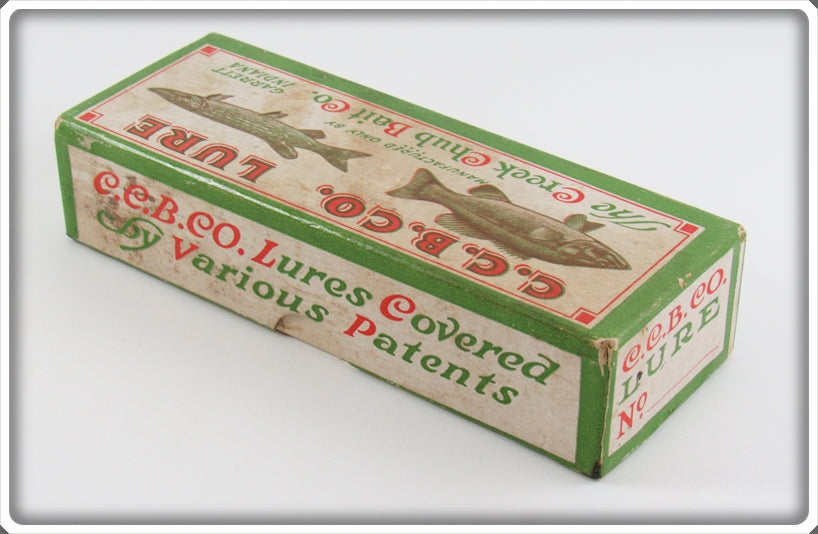 C.C.B.CO. LURE
MANUFACTURED ONLY BY
The Creek Chub Bait Co.
GARRETT
INDIANA
C.C.B.CO. Lures Covered
By Various Patents
C.C.B. CO.
LURE
No